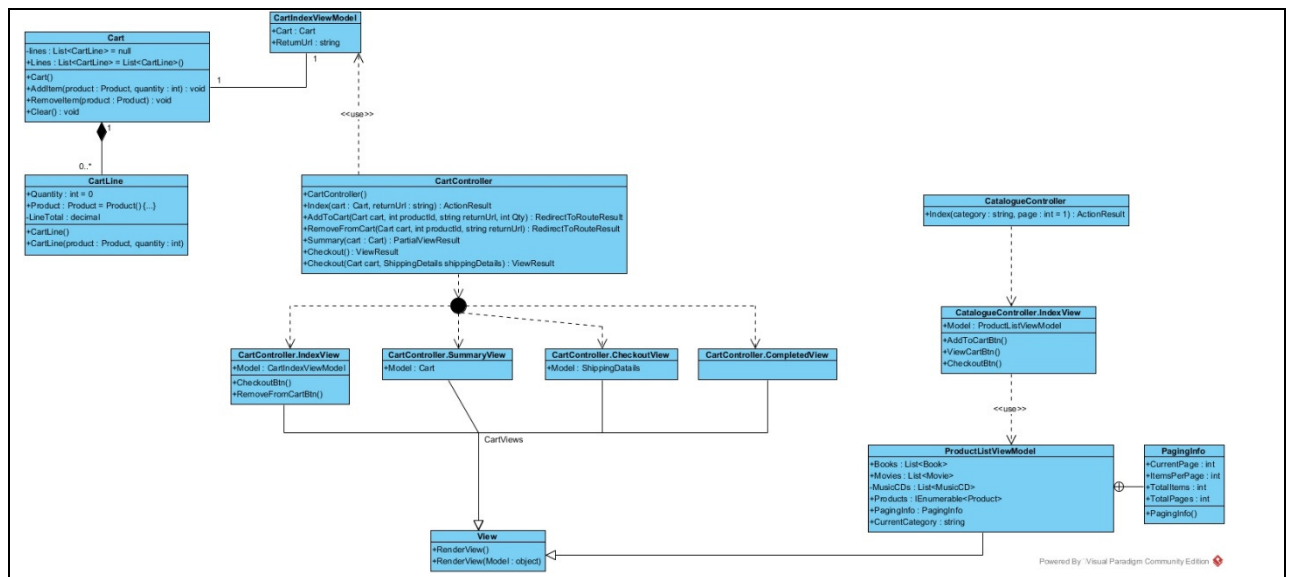 CartIndexViewModel
+Cart : Cart
+ReturnUrl : string
Cart
-lines : List<CartLine> = null
+Lines : List<CartLine> = List<CartLine>()
+Cart()
+AddItem(product : Product, quantity : int) : void
+RemoveItem(product : Product) : void
+Clear() : void
1
1
<<use>>
1
0..*
CartLine
+Quantity : int = 0
+Product : Product = Product(){...}
-LineTotal : decimal
+CartLine()
+CartLine(product : Product, quantity : int)
CartController
+CartController()
+Index(cart : Cart, returnUrl : string) : ActionResult
+AddToCart(Cart cart, int productId, string returnUrl, int Qty) : RedirectToRouteResult
+RemoveFromCart(Cart cart, int productId, string returnUrl) : RedirectToRouteResult
+Summary(cart : Cart) : PartialViewResult
+Checkout() : ViewResult
+Checkout(Cart cart, ShippingDetails shippingDetails) : ViewResult
CatalogueController
+Index(category : string, page : int = 1) : ActionResult
CatalogueController.IndexView
+Model : ProductListViewModel
+AddToCartBtn()
+ViewCartBtn()
+CheckoutBtn()
CartController.IndexView
+Model : CartIndexViewModel
+CheckoutBtn()
+RemoveFromCartBtn()
CartController.SummaryView
+Model : Cart
CartController.CheckoutView
+Model : ShippingDatails
CartController.CompletedView
<<use>>
CartViews
ProductListViewModel
+Books : List<Book>
+Movies : List<Movie>
-MusicCDs : List<MusicCD>
+Products : IEnumerable<Product>
+PagingInfo : PagingInfo
+CurrentCategory : string
PagingInfo
+CurrentPage : int
+ItemsPerPage : int
+TotalItems : int
+TotalPages : int
+PagingInfo()
View
+RenderView()
+RenderView(Model : object)
Powered By Visual Paradigm Community Edition